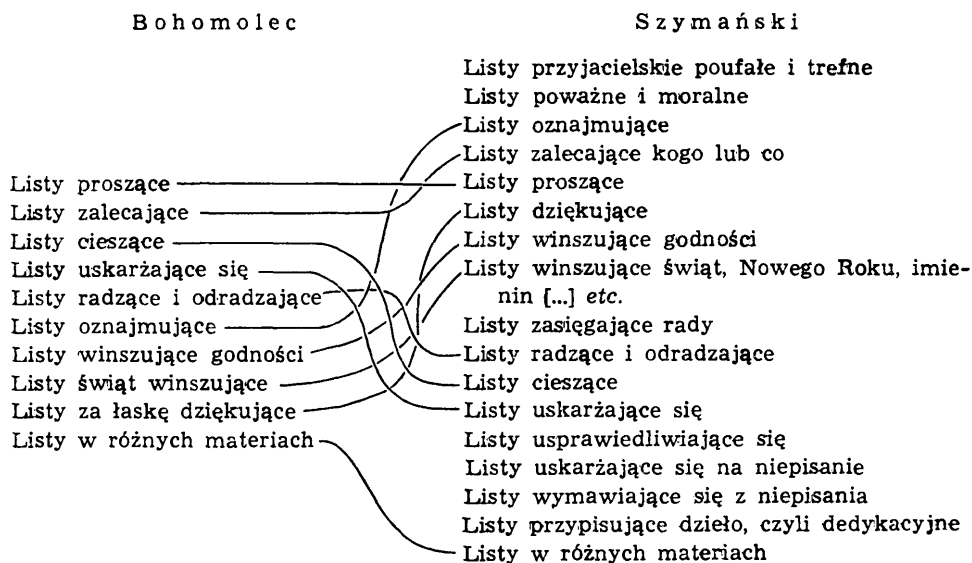 Bohomolec
Listy proszące
Listy zalecające
Listy cieszące
Listy uskarżające się
Listy radzące i odradzające
Listy oznajmujące
Listy winszujące godności
Listy świąt winszujące
Listy za łaskę dziękujące
Listy w różnych materiach
Szymański
Listy przyjacielskie poufałe i trefne
Listy poważne i moralne
Listy oznajmujące
Listy zalecające kogo lub co
Listy proszące
Listy dziękujące
Listy winszujące godności
Listy winszujące świąt, Nowego Roku, imie-
nin [...] etc.
Listy zasięgające rady
Listy radzące i odradzające
Listy cieszące
Listy uskarżające się
Listy usprawiedliwiające się
Listy uskarżające się na niepisanie
Listy wymawiające się z niepisania
Listy przypisujące dzieło, czyli dedykacyjne
Listy w różnych materiach